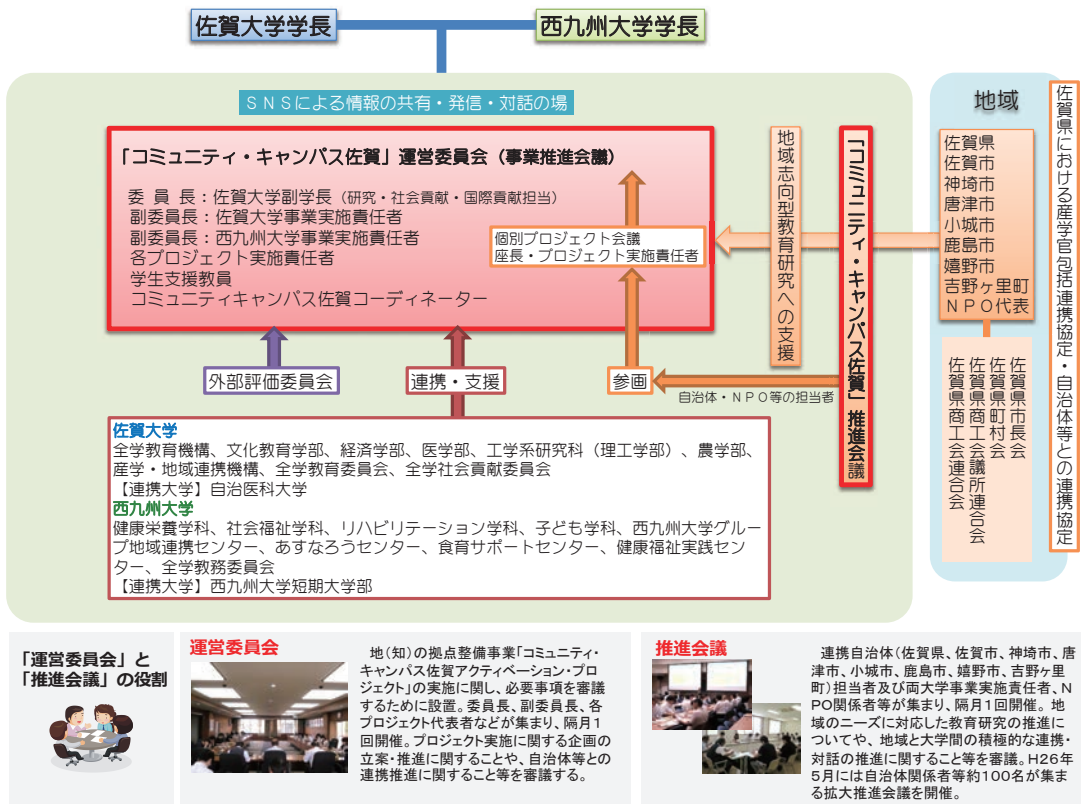 佐賀大学学長
西九州大学学長
SNSによる情報の共有・発信・対話の場
「コミュニティ・キャンパス佐賀」運営委員会（事業推進会議）
委 員 長：佐賀大学副学長（研究・社会貢献・国際貢献担当）
副委員長：佐賀大学事業実施責任者
副委員長：西九州大学事業実施責任者
各プロジェクト実施責任者
学生支援教員
コミュニティキャンパス佐賀コーディネーター
個別プロジェクト会議
座長・プロジェクト実施責任者
地域志向型教育研究への支援
「コミュニティ・キャンパス佐賀」推進会議
地域
佐賀県
佐賀市
神埼市
唐津市
小城市
鹿島市
嬉野市
吉野ヶ里町
NPO代表
佐賀県市長会
佐賀県町村会
佐賀県商工会議所連合会
佐賀県商工会連合会
佐賀県における産学官包括連携協定・自治体等との連携協定
外部評価委員会
連携・支援
参画
自治体・NPO等の担当者
佐賀大学
全学教育機構、文化教育学部、経済学部、医学部、工学系研究科（理工学部）、農学部、
産学・地域連携機構、全学教育委員会、全学社会貢献委員会
【連携大学】自治医科大学
西九州大学
健康栄養学科、社会福祉学科、リハビリテーション学科、子ども学科、西九州大学グルー
プ地域連携センター、あすなろうセンター、食育サポートセンター、健康福祉実践セン
ター、全学教務委員会
【連携大学】西九州大学短期大学部
「運営委員会」と
「推進会議」の役割
運営委員会
地（知）の拠点整備事業「コミュニティ・
キャンパス佐賀アクティベーション・プロ
ジェクト」の実施に関し、必要事項を審議
するために設置。委員長、副委員長、各
プロジェクト代表者などが集まり、隔月1
回開催。プロジェクト実施に関する企画の
立案・推進に関することや、自治体等との
連携推進に関すること等を審議する。
推進会議
連携自治体（佐賀県、佐賀市、神埼市、唐
津市、小城市、鹿島市、嬉野市、吉野ヶ里
町）担当者及び両大学事業実施責任者、N
PO関係者等が集まり、隔月1回開催。地
域のニーズに対応した教育研究の推進に
ついてや、地域と大学間の積極的な連携・
対話の推進に関すること等を審議。H26年
5月には自治体関係者等約100名が集ま
る拡大推進会議を開催。